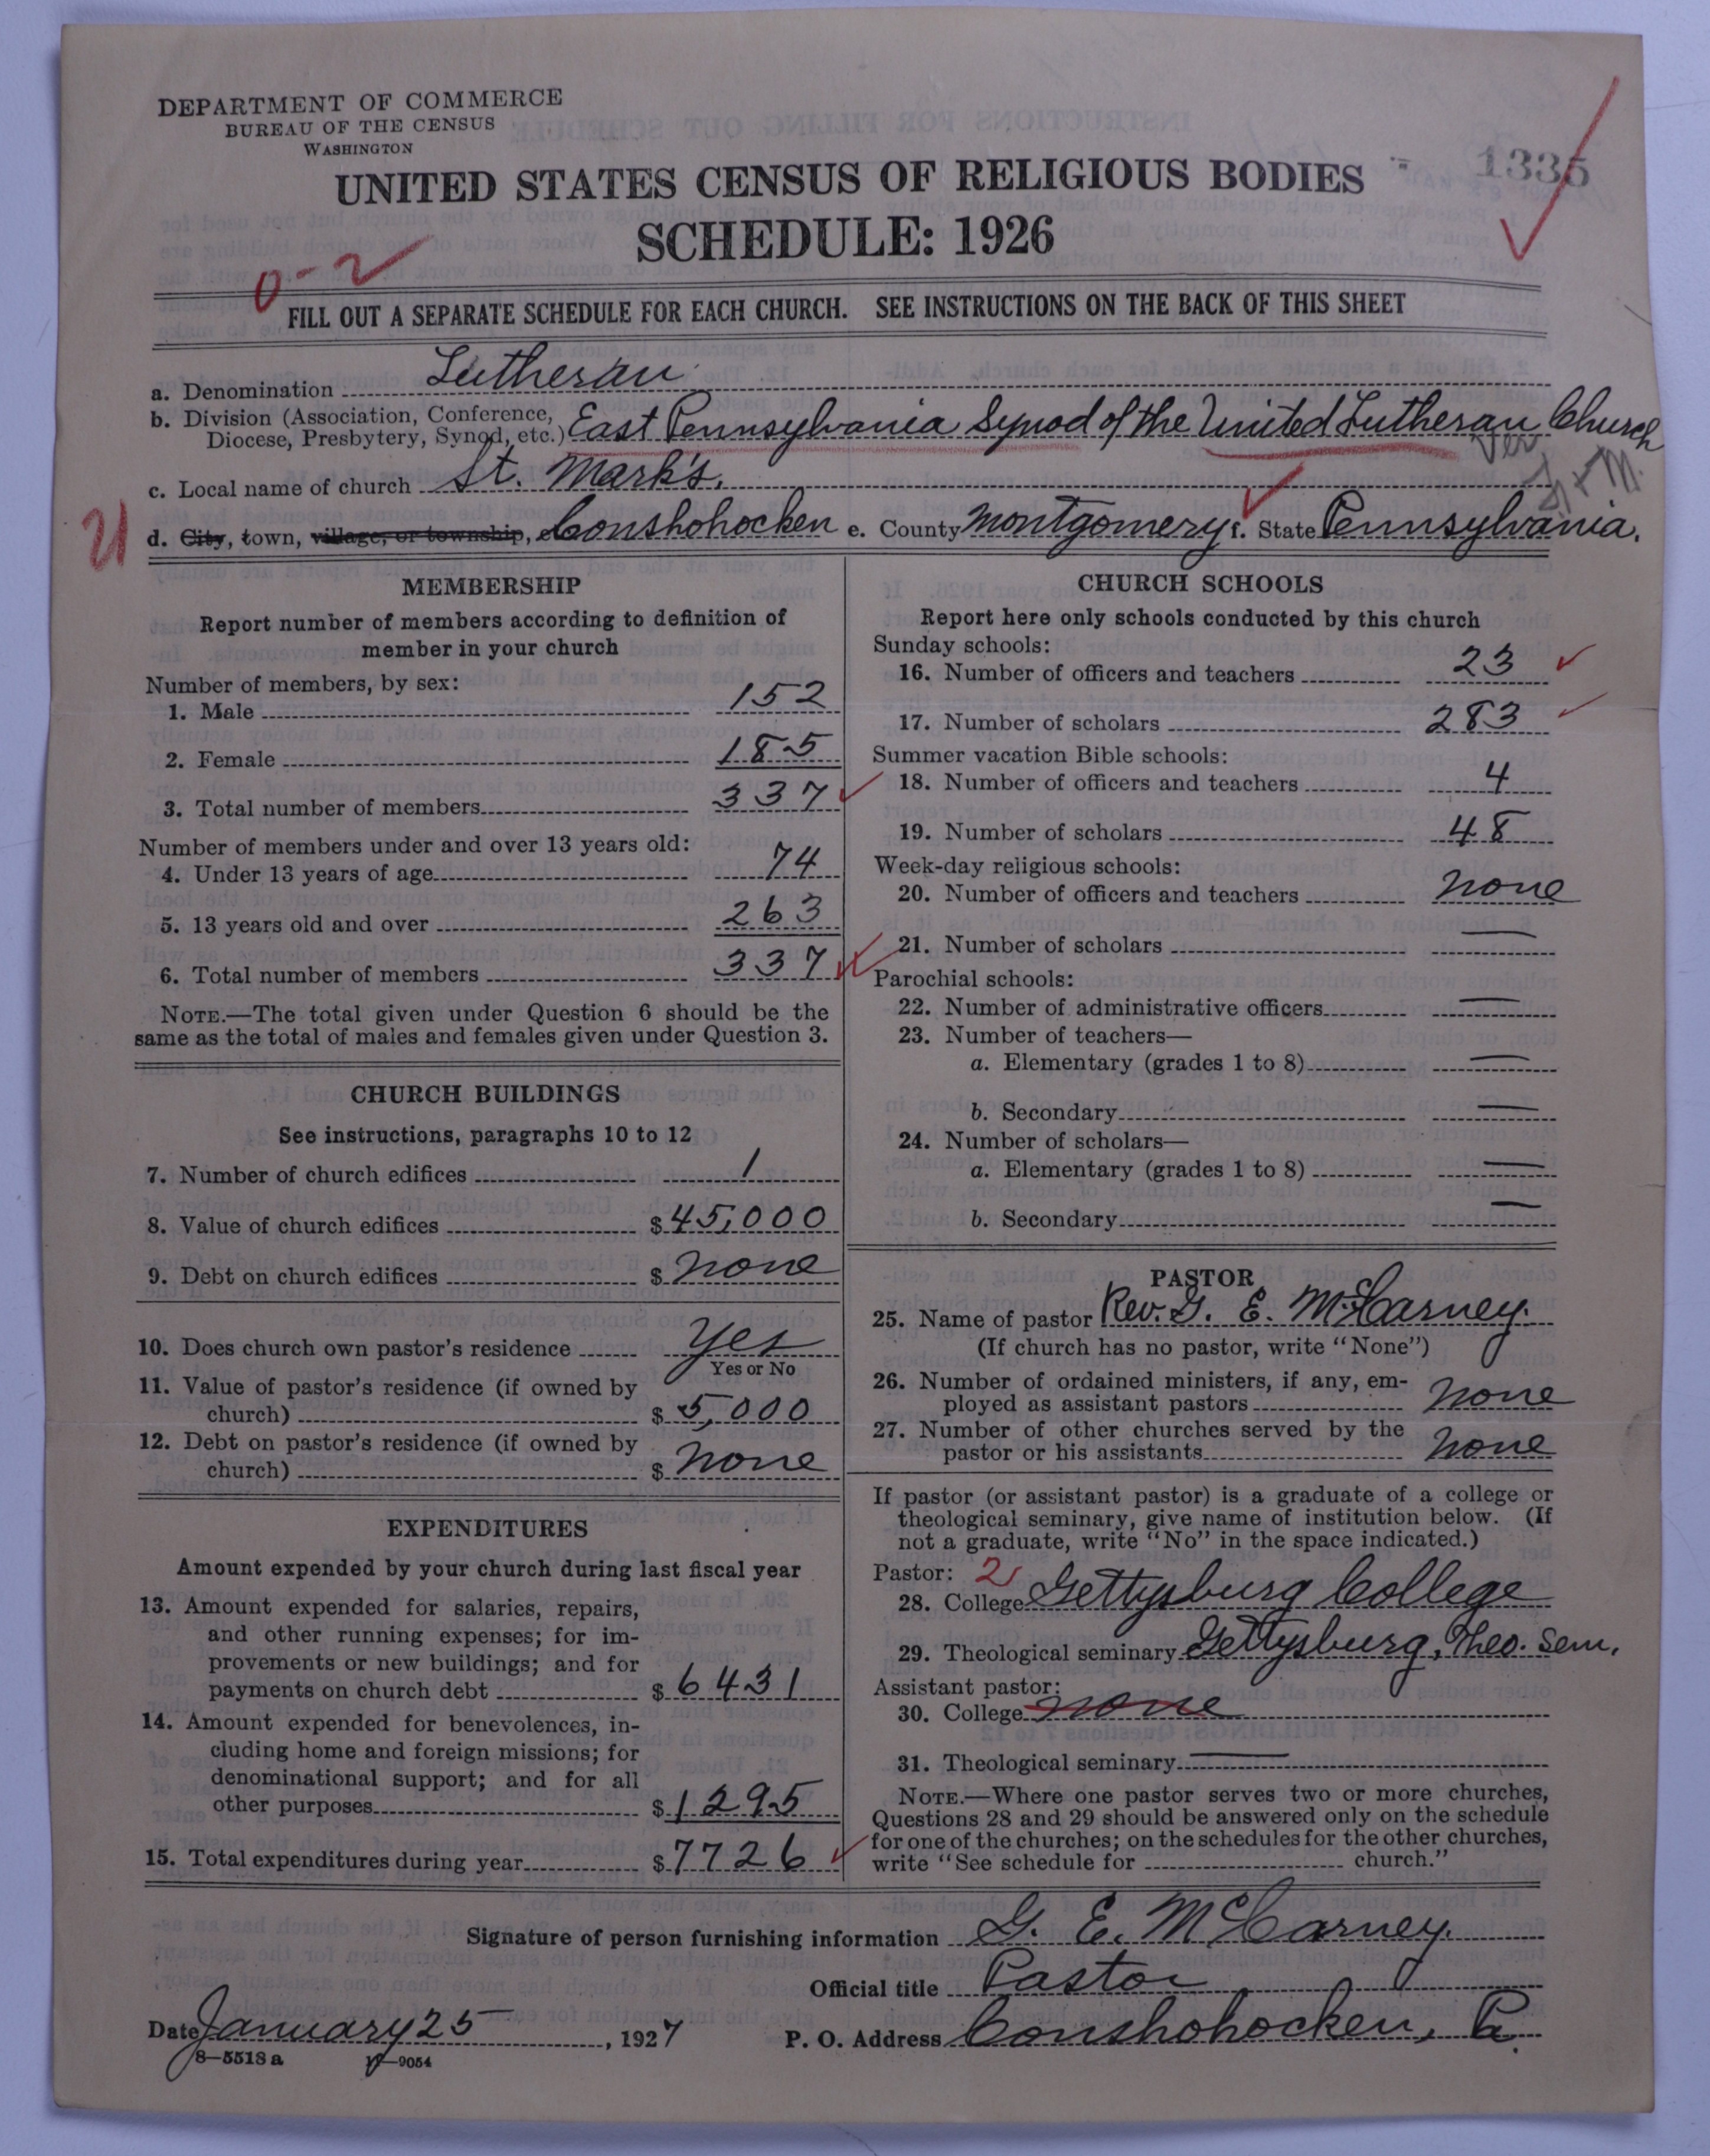 DEPARTMENT OF COMMERCE
BUREAU OF THE CENSUS
WASHINGTON
1335
UNITED STATES CENSUS OF RELIGIOUS BODIES
SCHEDULE: 1926
0-2
FILL OUT A SEPARATE SCHEDULE FOR EACH CHURCH. SEE INSTRUCTIONS ON THE BACK OF THIS SHEET
a. Denomination Lutheran
b. Division (Association, Conference, Diocese, Presbytery, Synod, etc.) East Pennsylvania Synod of the United Lutheran Church
c. Local name of church St. Mark's.
d. City, town, village, or township, Conshohocken e. County Montgomery f. State Pennsylvania.
MEMBERSHIP
Report number of members according to definition of
member in your church
Number of members, by sex:
1. Male 152
2. Female 185
3. Total number of members 337
Number of members under and over 13 years old:
4. Under 13 years of age 74
5. 13 years old and over 263
6. Total number of members 337
NOTE.—The total given under Question 6 should be the
same as the total of males and females given under Question 3.
CHURCH BUILDINGS
See instructions, paragraphs 10 to 12
7. Number of church edifices 1
8. Value of church edifices $45,000
9. Debt on church edifices $ none
10. Does church own pastor's residence Yes
Yes or No
11. Value of pastor's residence (if owned by
church) $5,000
12. Debt on pastor's residence (if owned by
church) $ none
EXPENDITURES
Amount expended by your church during last fiscal year
13. Amount expended for salaries, repairs,
and other running expenses; for im-
provements or new buildings; and for
payments on church debt $6431
14. Amount expended for benevolences, in-
cluding home and foreign missions; for
denominational support; and for all
other purposes $1295
15. Total expenditures during year $7726
CHURCH SCHOOLS
Report here only schools conducted by this church
Sunday schools:
16. Number of officers and teachers 23
17. Number of scholars 283
Summer vacation Bible schools:
18. Number of officers and teachers 4
19. Number of scholars 48
Week-day religious schools:
20. Number of officers and teachers none
21. Number of scholars —
Parochial schools:
22. Number of administrative officers —
23. Number of teachers—
a. Elementary (grades 1 to 8) —
b. Secondary —
24. Number of scholars—
a. Elementary (grades 1 to 8) —
b. Secondary —
PASTOR
25. Name of pastor Rev. G. E. McCarney.
(If church has no pastor, write "None")
26. Number of ordained ministers, if any, em-
ployed as assistant pastors none
27. Number of other churches served by the
pastor or his assistants none
If pastor (or assistant pastor) is a graduate of a college or
theological seminary, give name of institution below. (If
not a graduate, write "No" in the space indicated.)
Pastor: 2
28. College Gettysburg College
29. Theological seminary Gettysburg, Theo. Sem.
Assistant pastor:
30. College none
31. Theological seminary —
NOTE.—Where one pastor serves two or more churches,
Questions 28 and 29 should be answered only on the schedule
for one of the churches; on the schedules for the other churches,
write "See schedule for church."
Signature of person furnishing information G. E. McCarney.
Official title Pastor
Date January 25, 1927 P. O. Address Conshohocken, Pa.
8—5518 a 17—9054